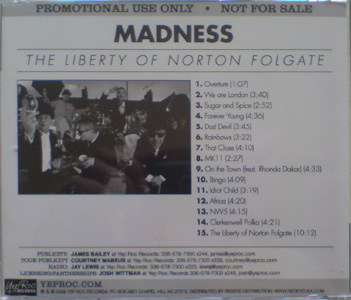 PROMOTIONAL USE ONLY • NOT FOR SALE
MADNESS
THE LIBERTY OF NORTON FOLGATE
1. Overture (1:07)
2. We are London (3:40)
3. Sugar and Spice (2:52)
4. Forever Young (4:36)
5. Dust Devil (3:45)
6. Rainbows (3:22)
7. That Close (4:10)
8. MK11 (2:27)
9. On the Town (feat. Rhonda Dakar) (4:33)
10. Bingo (4:09)
11. Idiot Child (3:19)
12. Africa (4:20)
13. NW5 (4:15)
14. Clerkenwell Polka (4:21)
15. The Liberty of Norton Folgate (10:12)
PUBLICITY JAMES BAILEY at Yep Roc Records:
TOUR PUBLICITY COURTNEY at Yep Roc Records:
RADIO JAY LEWIS at Yep Roc Records:
LICENSING/PARTNERSHIPS JOSH WITTMAN at Yep Roc Records:
YEPROC.COM